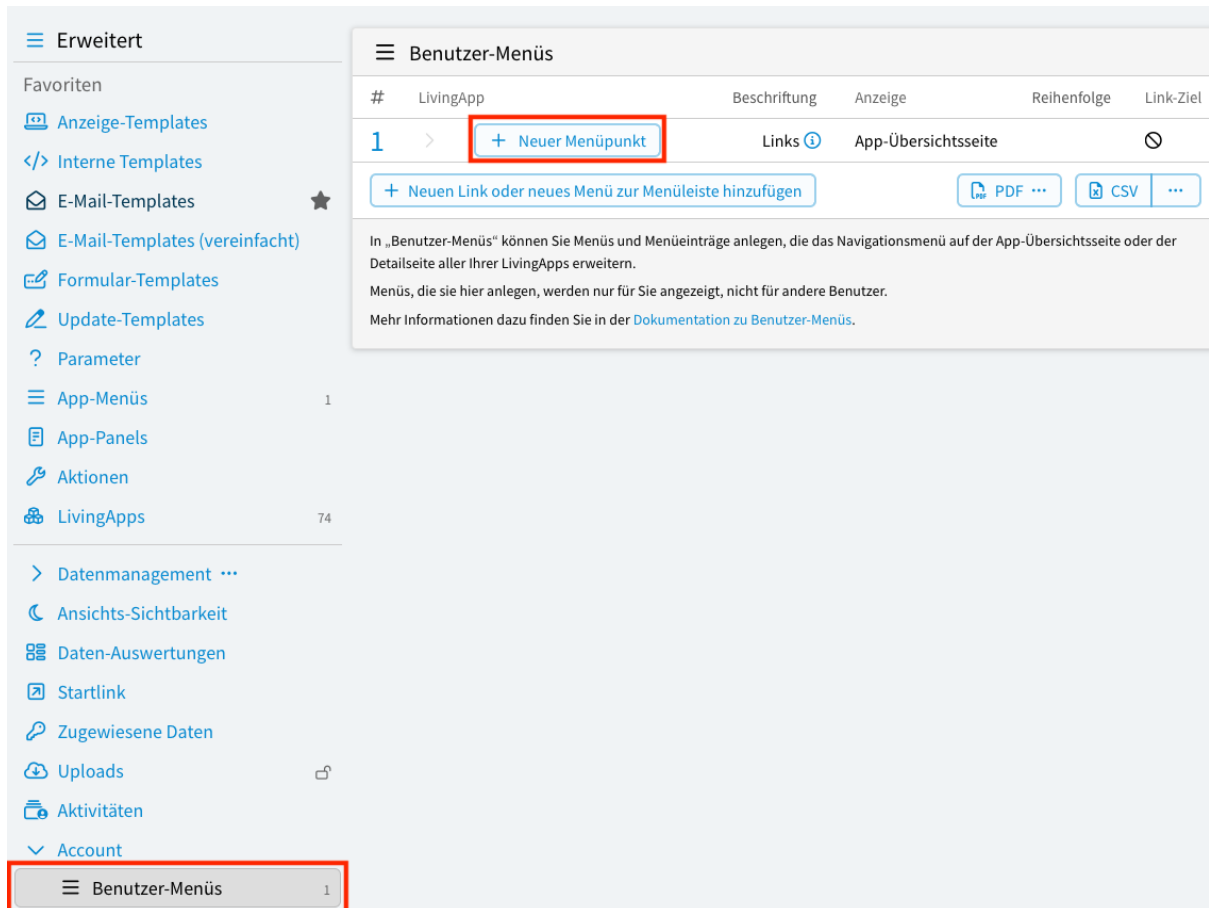 Erweitert
Favoriten
Anzeige-Templates
Interne Templates
E-Mail-Templates
E-Mail-Templates (vereinfacht)
Formular-Templates
Update-Templates
Parameter
App-Menüs 1
App-Panels
Aktionen
LivingApps 74
Datenmanagement ···
Ansichts-Sichtbarkeit
Daten-Auswertungen
Startlink
Zugewiesene Daten
Uploads
Aktivitäten
Account
Benutzer-Menüs 1
Benutzer-Menüs
# LivingApp Beschriftung Anzeige Reihenfolge Link-Ziel
1 + Neuer Menüpunkt Links App-Übersichtsseite
+ Neuen Link oder neues Menü zur Menüleiste hinzufügen PDF ··· CSV ···
In „Benutzer-Menüs“ können Sie Menüs und Menüeinträge anlegen, die das Navigationsmenü auf der App-Übersichtsseite oder der
Detailseite aller Ihrer LivingApps erweitern.
Menüs, die sie hier anlegen, werden nur für Sie angezeigt, nicht für andere Benutzer.
Mehr Informationen dazu finden Sie in der Dokumentation zu Benutzer-Menüs.